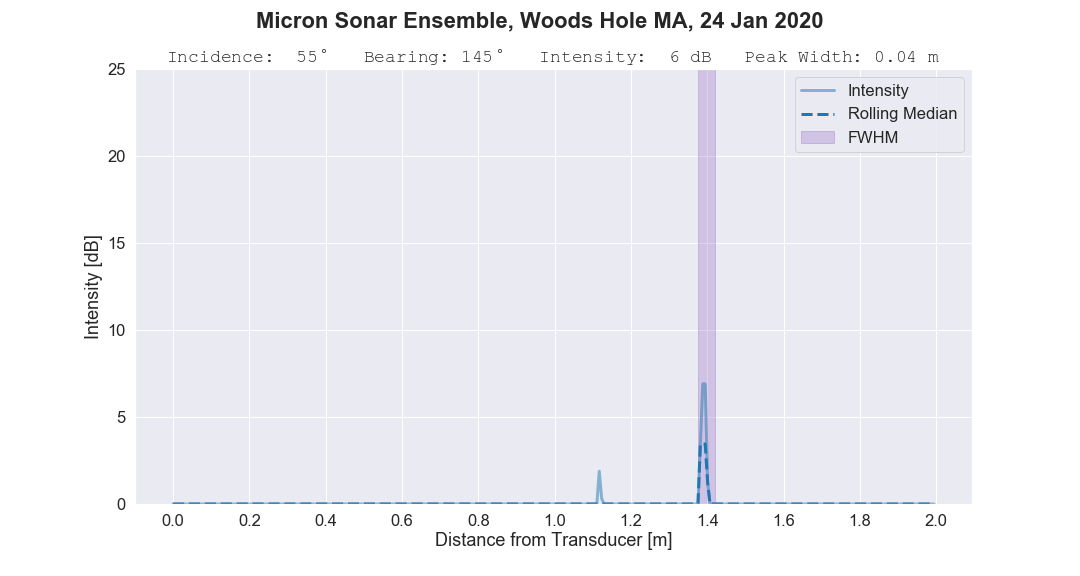 Micron Sonar Ensemble, Woods Hole MA, 24 Jan 2020
Incidence:  55°   Bearing: 145°   Intensity:  6 dB   Peak Width: 0.04 m
Intensity
Rolling Median
FWHM
Intensity [dB]
25
20
15
10
5
0
0.0 0.2 0.4 0.6 0.8 1.0 1.2 1.4 1.6 1.8 2.0
Distance from Transducer [m]